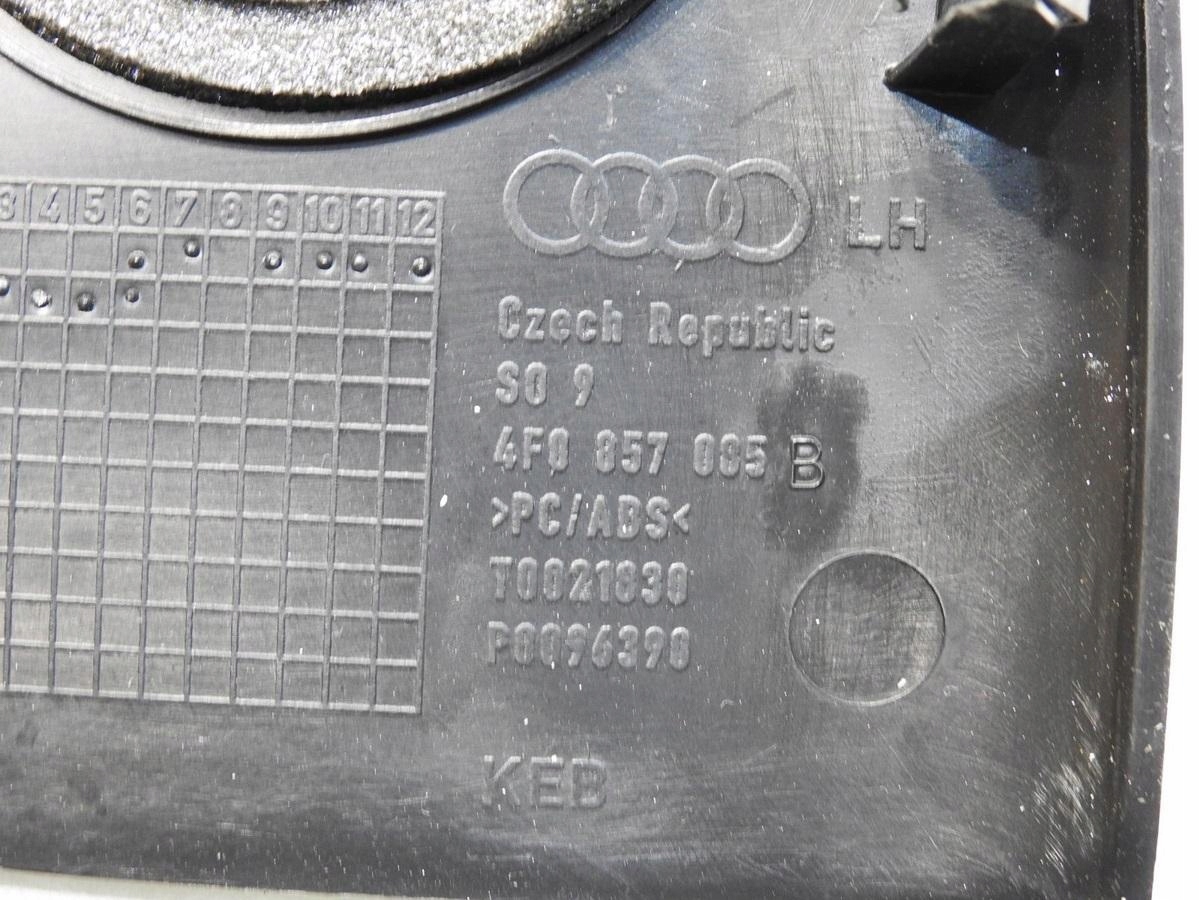 3 4 5 6 7 8 9 10 11 12
LH
Czech Republic
SO 9
4F0 857 085 B
>PC/ABS<
T0021830
P0096390
KEB